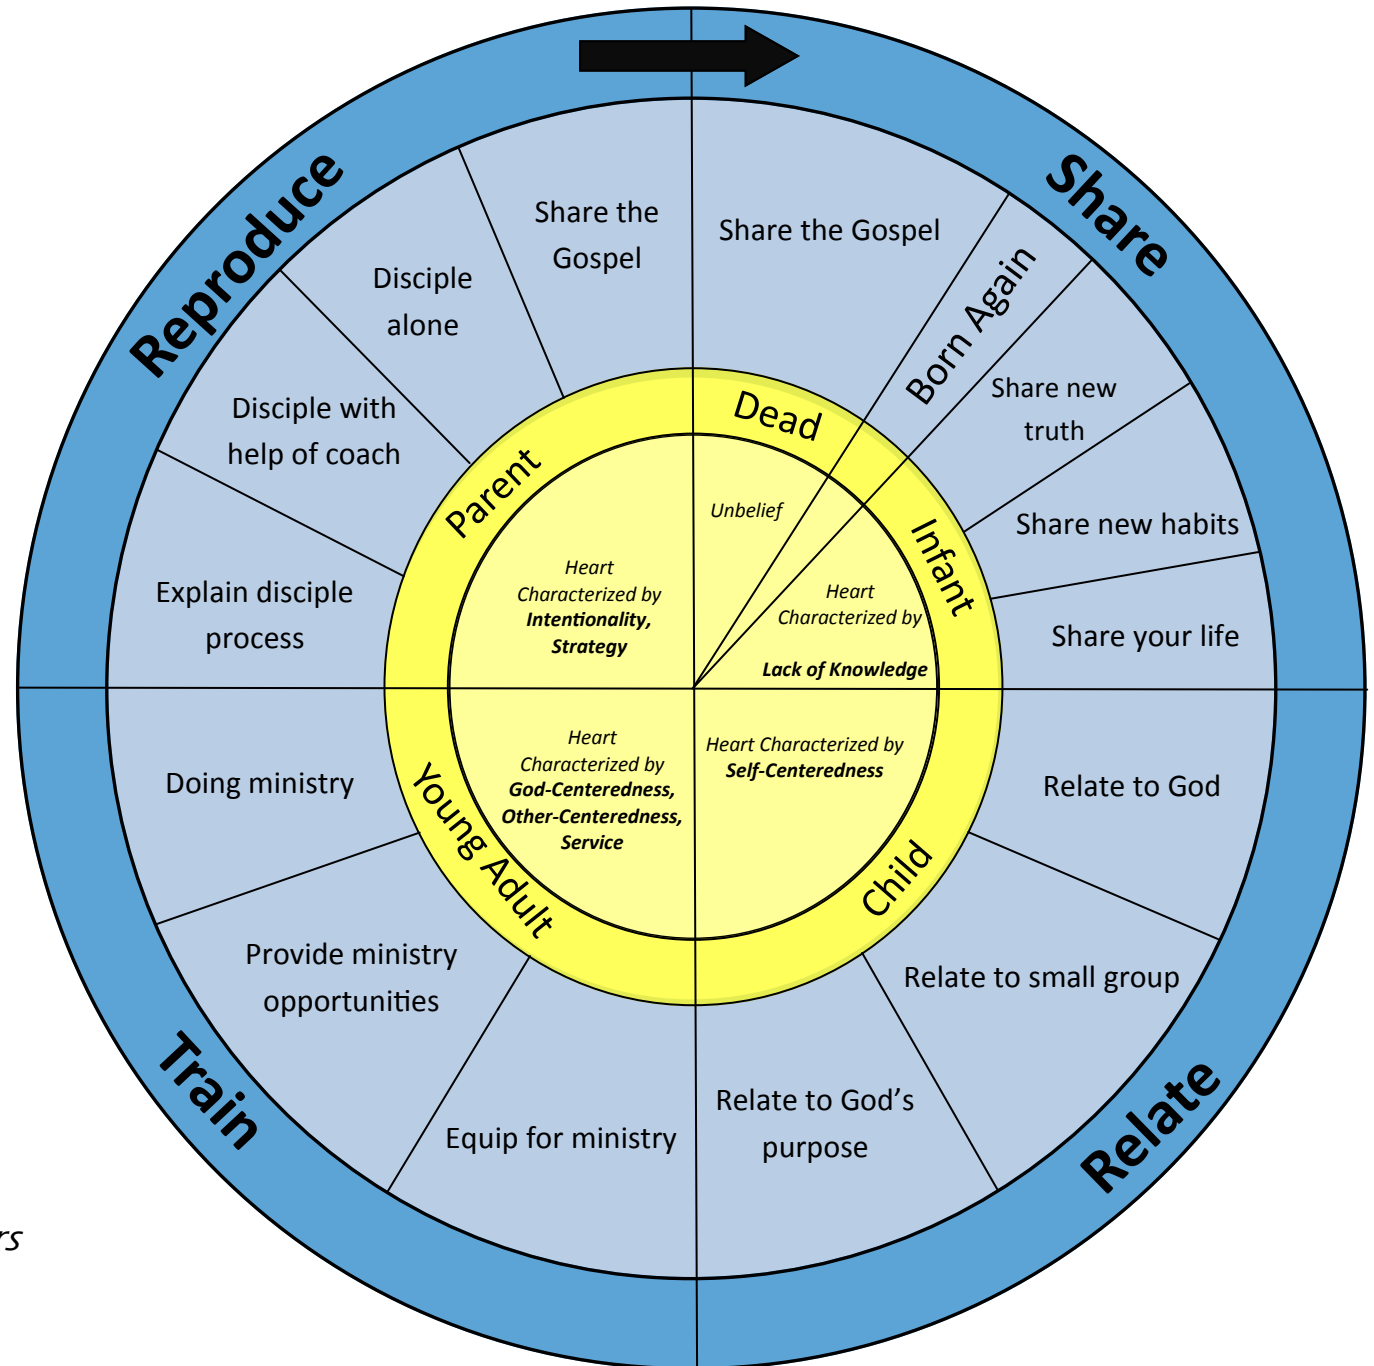 Share
Share the Gospel
Born Again
Share new
truth
Share new habits
Share your life
Relate
Relate to God
Relate to small group
Relate to God's
purpose
Train
Equip for ministry
Provide ministry
opportunities
Doing ministry
Reproduce
Explain disciple
process
Disciple with
help of coach
Disciple
alone
Share the
Gospel
Dead
Unbelief
Infant
Heart
Characterized by
Lack of Knowledge
Child
Heart Characterized by
Self-Centeredness
Young Adult
Heart
Characterized by
God-Centeredness,
Other-Centeredness,
Service
Parent
Heart
Characterized by
Intentionality,
Strategy
rs